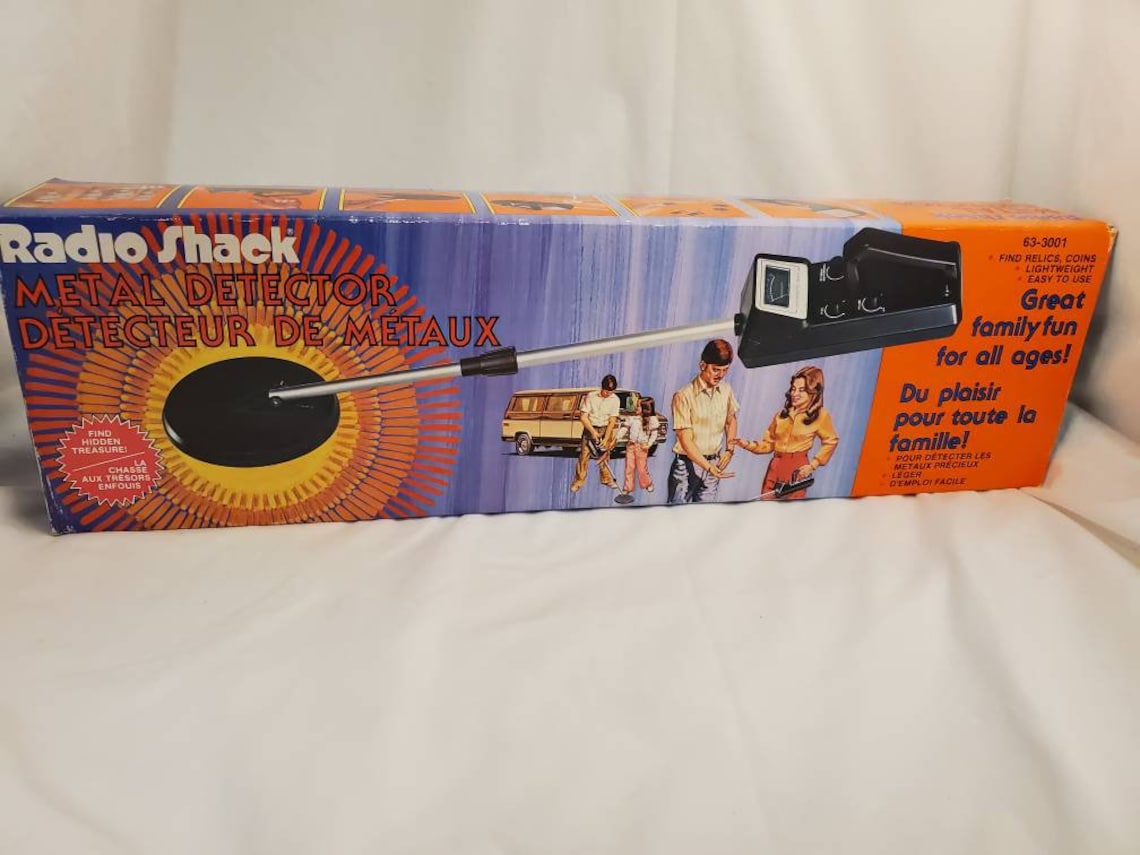 Radio Shack®
METAL DETECTOR
DÉTECTEUR DE MÉTAUX
FIND
HIDDEN
TREASURE!
LA
CHASSE
AUX TRÉSORS
ENFOUIS
63-3001
• FIND RELICS, COINS
• LIGHTWEIGHT
• EASY TO USE
Great
family fun
for all ages!
Du plaisir
pour toute la
famille!
• POUR DÉTECTER LES
MÉTAUX PRÉCIEUX
• LÉGER
• D'EMPLOI FACILE